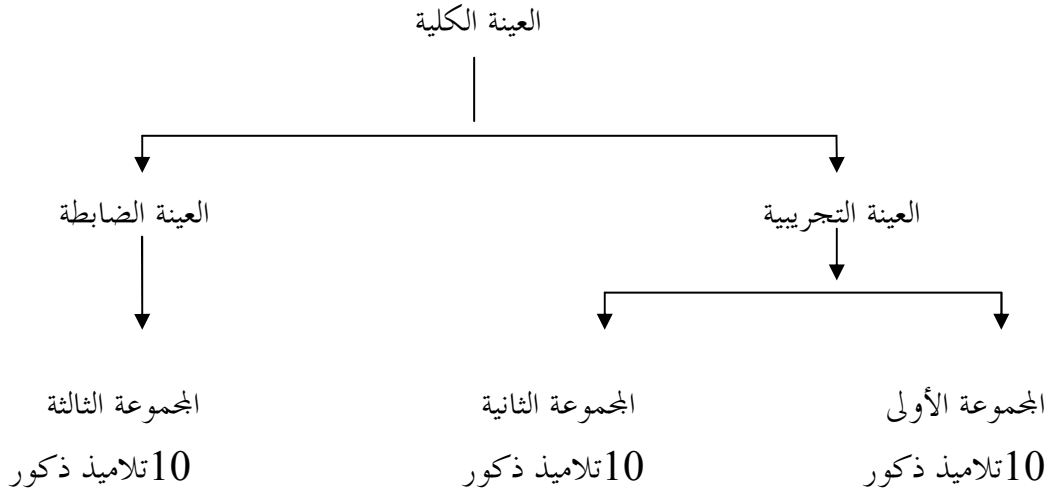 العينة الكلية
العينة التجريبية
العينة الضابطة
المجموعة الأولى
10تلاميذ ذكور
المجموعة الثانية
10تلاميذ ذكور
المجموعة الثالثة
10تلاميذ ذكور